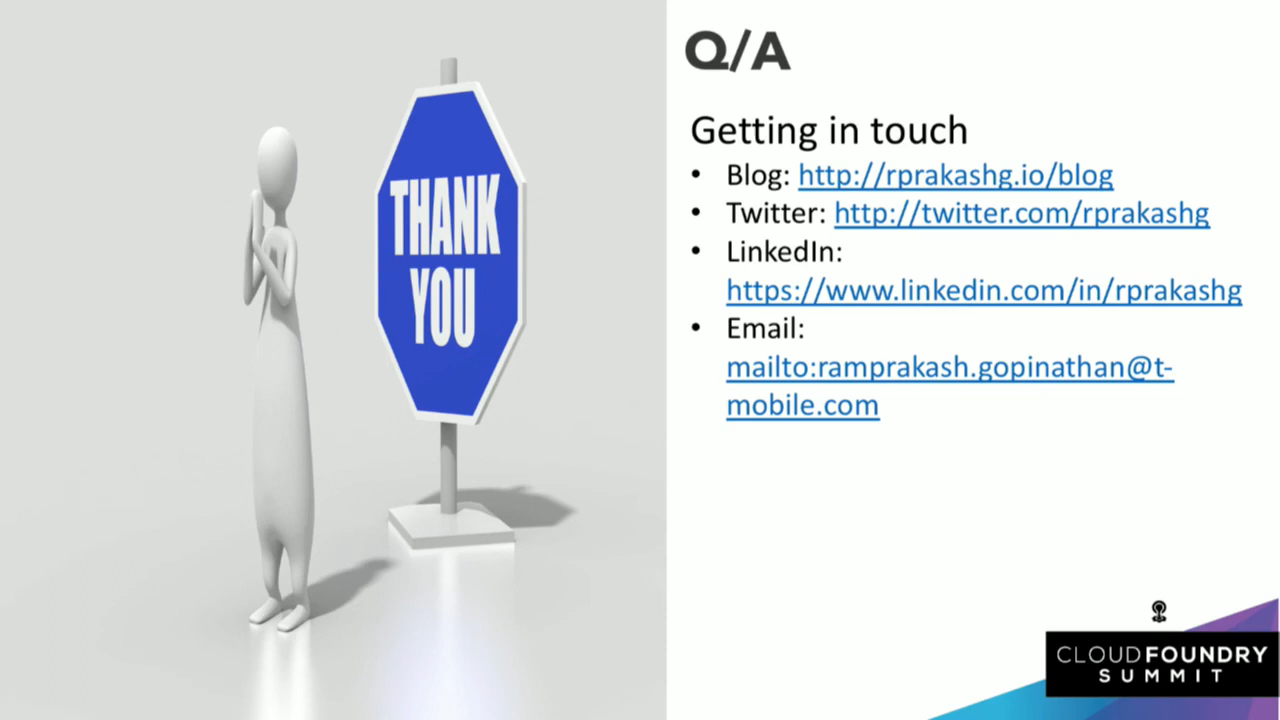 THANK
YOU
Q/A
Getting in touch
• Blog: http://rprakashg.io/blog
• Twitter: http://twitter.com/rprakashg
• LinkedIn:
https://www.linkedin.com/in/rprakashg
• Email:
mailto:ramprakash.gopinathan@t-
mobile.com
CLOUDFOUNDRY
SUMMIT